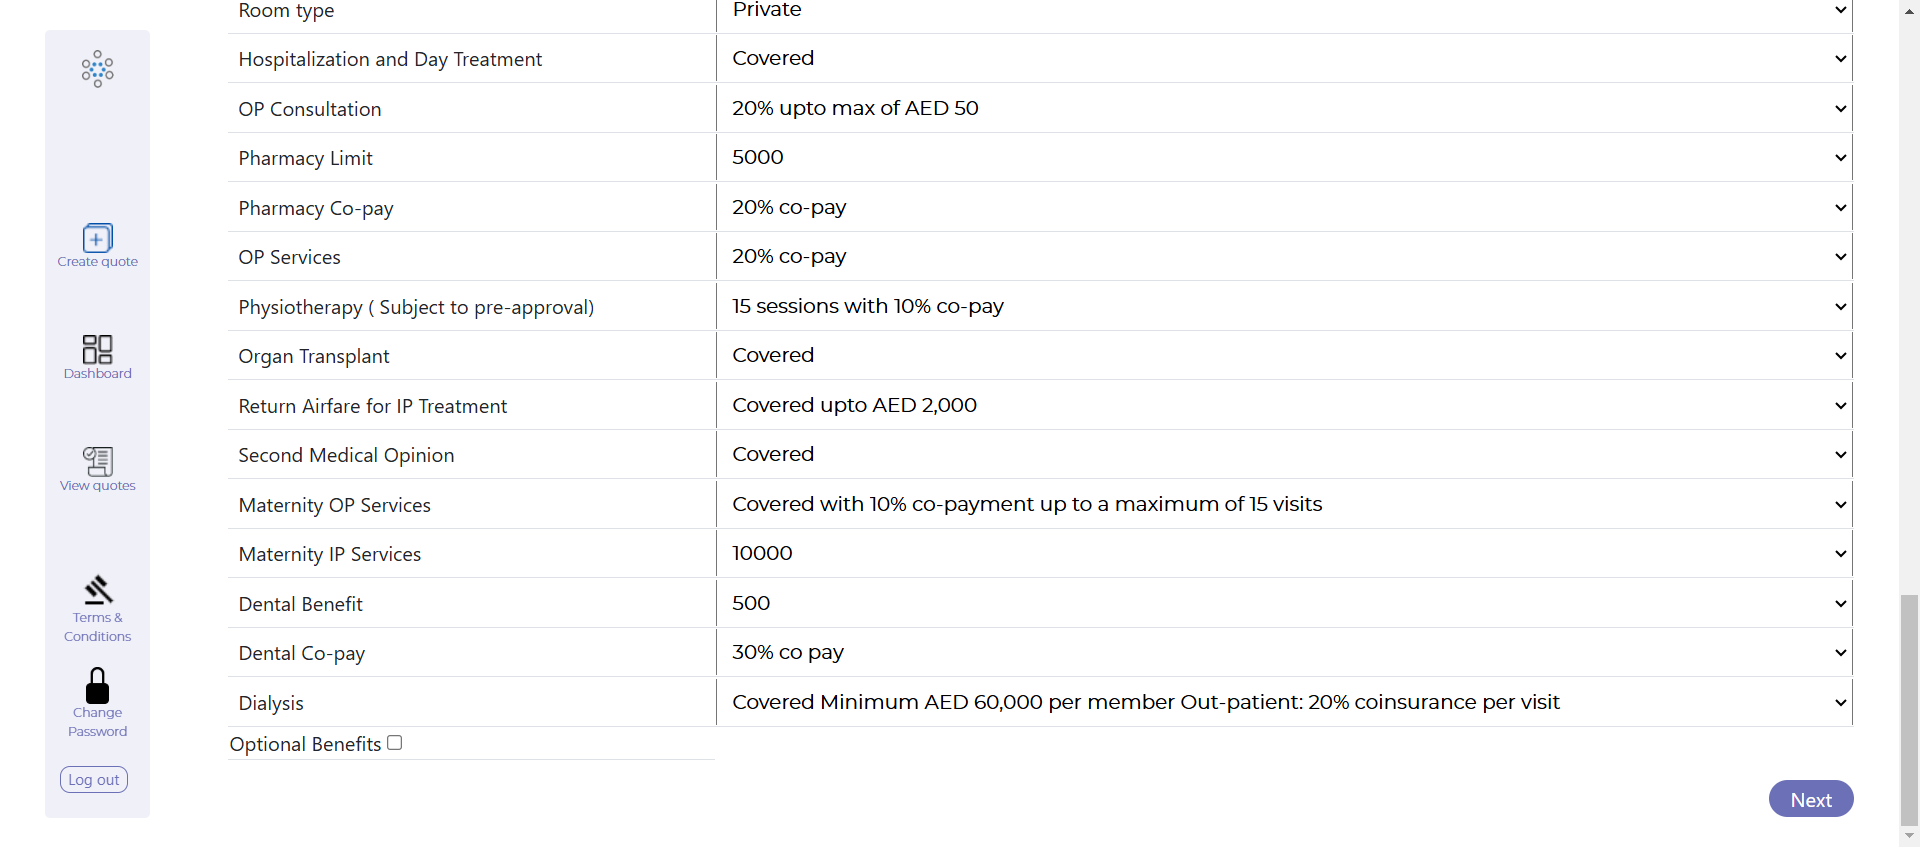 Room type Private
Hospitalization and Day Treatment Covered
OP Consultation 20% upto max of AED 50
Pharmacy Limit 5000
Pharmacy Co-pay 20% co-pay
OP Services 20% co-pay
Physiotherapy ( Subject to pre-approval) 15 sessions with 10% co-pay
Organ Transplant Covered
Return Airfare for IP Treatment Covered upto AED 2,000
Second Medical Opinion Covered
Maternity OP Services Covered with 10% co-payment up to a maximum of 15 visits
Maternity IP Services 10000
Dental Benefit 500
Dental Co-pay 30% co pay
Dialysis Covered Minimum AED 60,000 per member Out-patient: 20% coinsurance per visit
Optional Benefits
Next
Create quote
Dashboard
View quotes
Terms &
Conditions
Change
Password
Log out